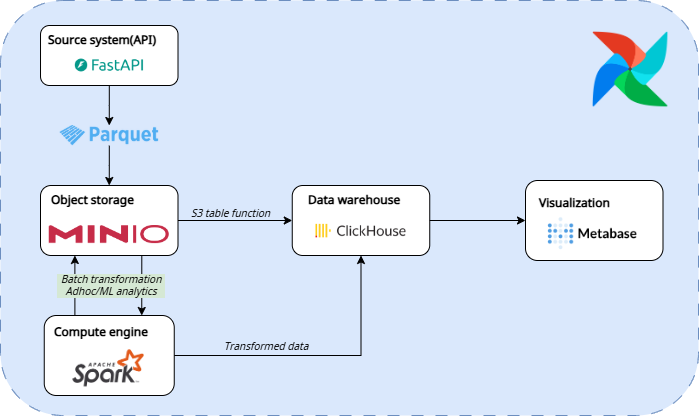 Source system(API)
FastAPI
Parquet
Object storage
MINIO
S3 table function
Data warehouse
ClickHouse
Visualization
Metabase
Batch transformation
Adhoc/ML analytics
Compute engine
APACHE
Spark
Transformed data